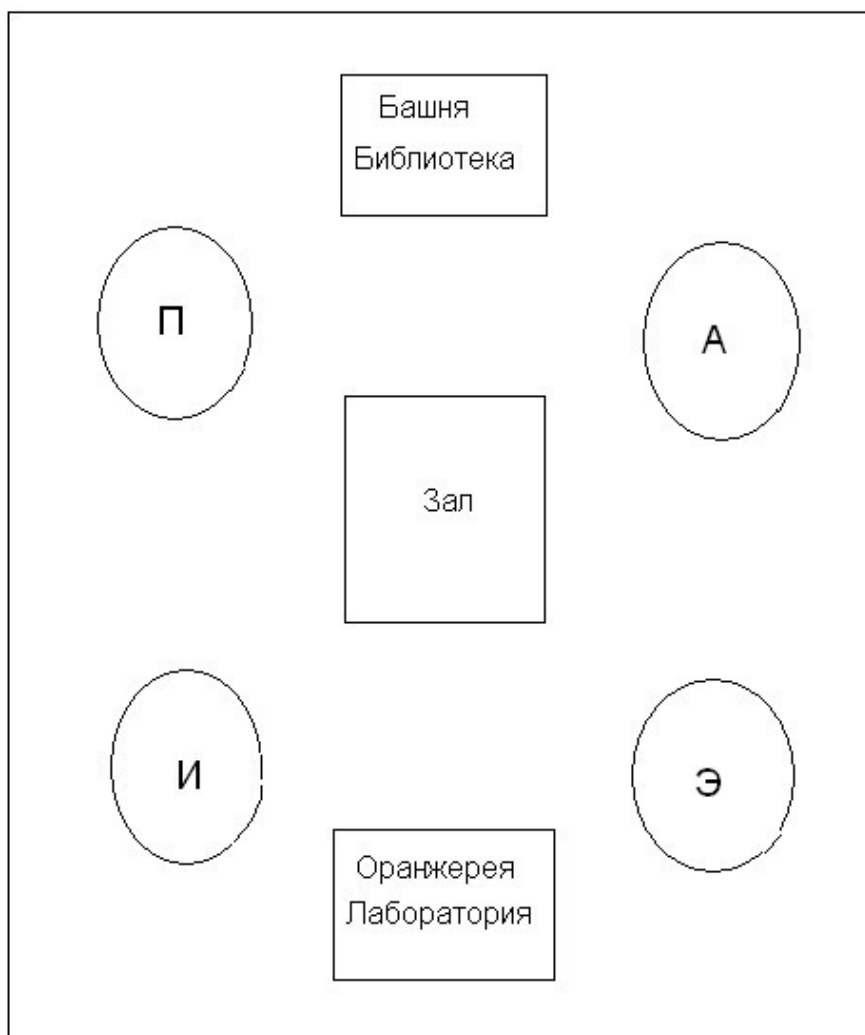 Башня
Библиотека
П
А
Зал
И
Э
Оранжерея
Лаборатория